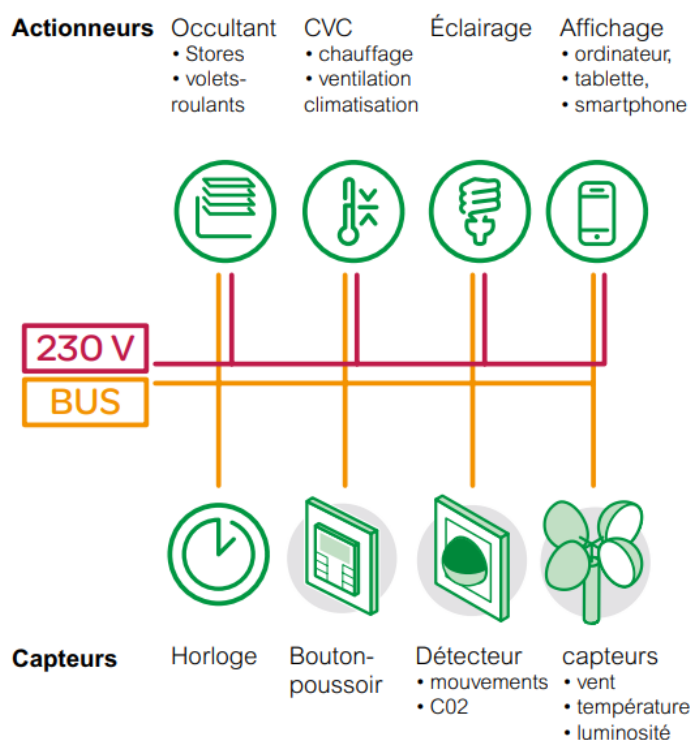 Actionneurs Occultant CVC Éclairage Affichage
• Stores • chauffage • ordinateur,
• volets- • ventilation • tablette,
roulants climatisation • smartphone
230 V
BUS
Capteurs Horloge Bouton- Détecteur capteurs
poussoir • mouvements • vent
• C02 • température
• luminosité